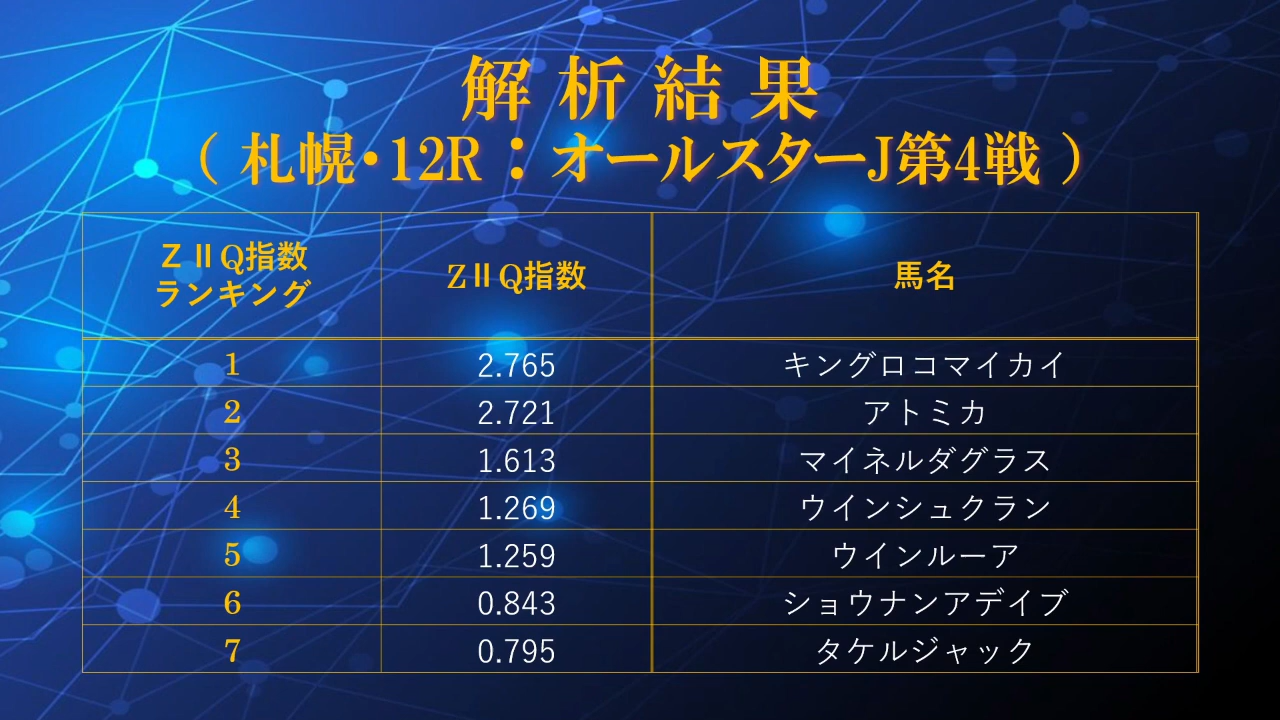 解析結果
（ 札幌・12R：オールスターJ第4戦 ）
ＺⅡQ指数
ランキング
ZⅡQ指数
馬名
1 2.765 キングロコマイカイ
2 2.721 アトミカ
3 1.613 マイネルダグラス
4 1.269 ウインシュクラン
5 1.259 ウインルーア
6 0.843 ショウナンアデイブ
7 0.795 タケルジャック